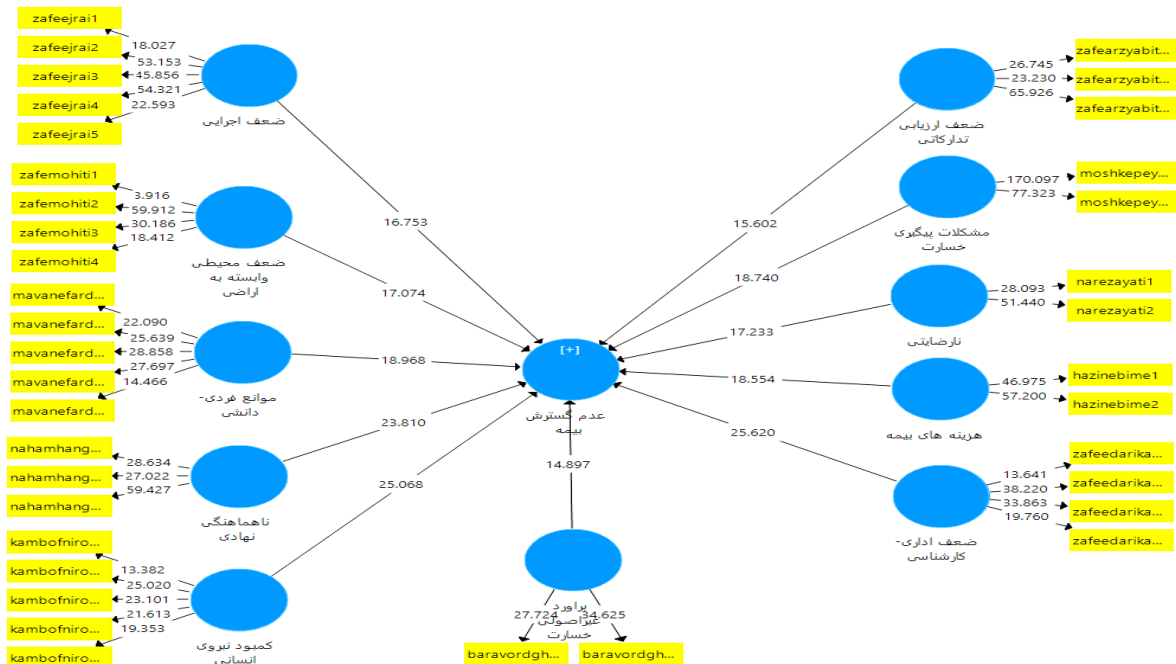 zafeejrai1
zafeejrai2
zafeejrai3
zafeejrai4
zafeejrai5
18.027
53.153
45.856
54.321
22.593
ضعف اجرایی
16.753
zafemohiti1
zafemohiti2
zafemohiti3
zafemohiti4
3.916
59.912
30.186
18.412
ضعف محیطی
وابسته به
اراضی
17.074
mavanefard...
mavanefard...
mavanefard...
mavanefard...
mavanefard...
22.090
25.639
28.858
27.697
14.466
موانع فردی-
دانشی
18.968
nahamhang...
nahamhang...
nahamhang...
28.634
27.022
59.427
ناهماهنگی
نهادی
23.810
kambofniro...
kambofniro...
kambofniro...
kambofniro...
kambofniro...
13.382
25.020
23.101
21.613
19.353
کمبود نیروی
انسانی
25.068
[+]
عدم گسترش
بیمه
14.897
براورد
غیراصولی
خسارت
27.724
34.625
baravordgh...
baravordgh...
26.745
23.230
65.926
zafearzyabit...
zafearzyabit...
zafearzyabit...
ضعف ارزیابی
تدارکاتی
15.602
170.097
77.323
moshkepey...
moshkepey...
مشکلات پیگیری
خسارت
18.740
28.093
51.440
narezayati1
narezayati2
نارضایتی
17.233
46.975
57.200
hazinebime1
hazinebime2
هزینه های بیمه
18.554
13.641
38.220
33.863
19.760
zafeedarika...
zafeedarika...
zafeedarika...
zafeedarika...
ضعف اداری-
کارشناسی
25.620